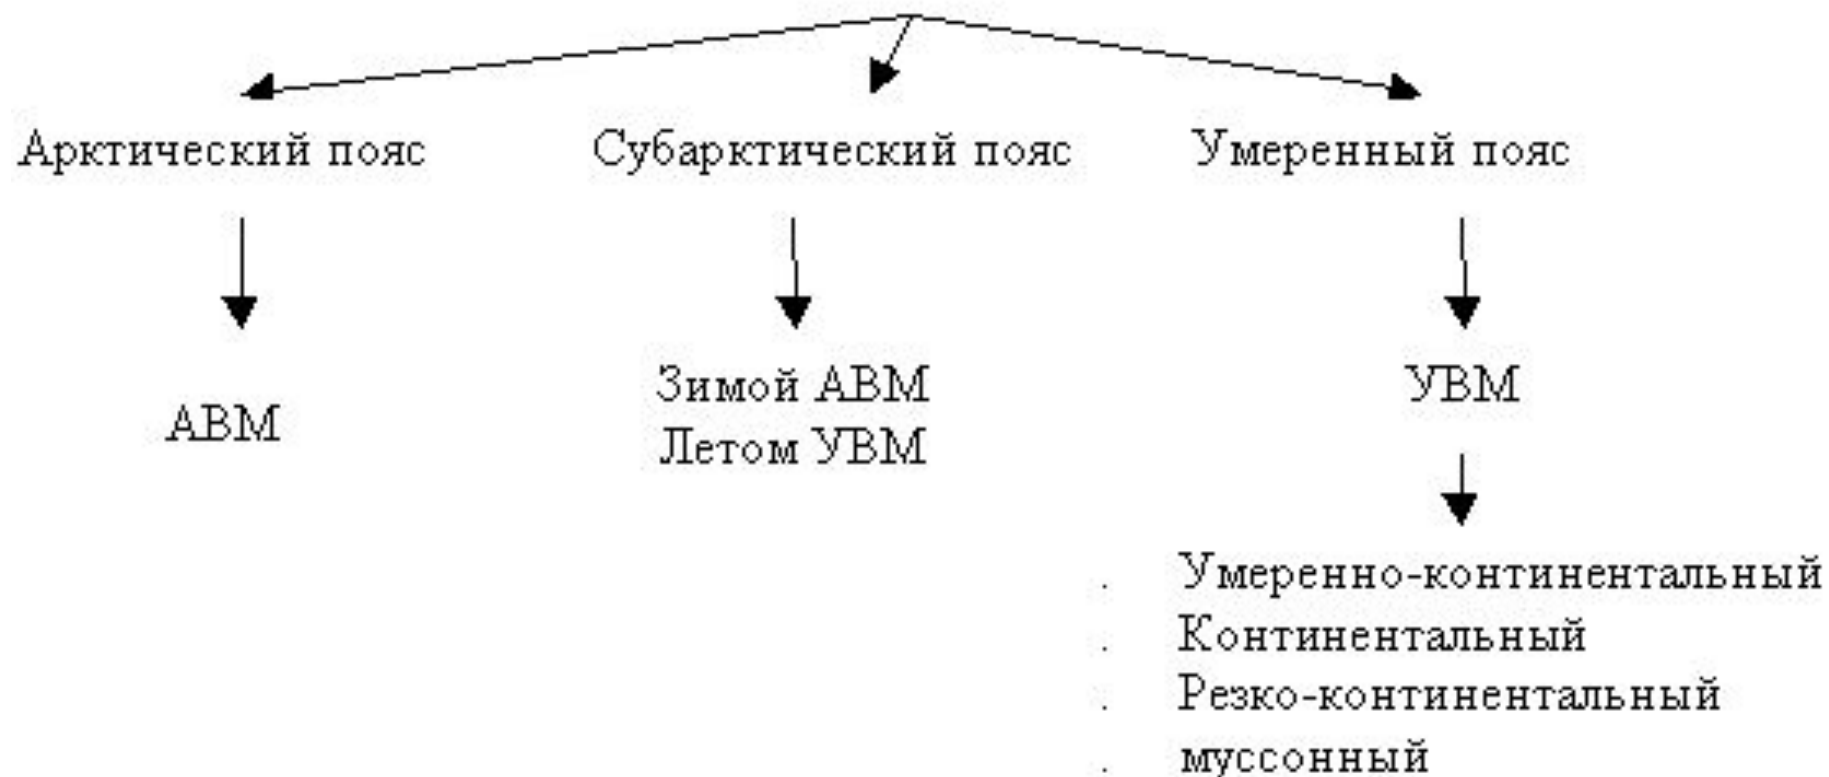 Арктический пояс
Субарктический пояс
Умеренный пояс
АВМ
Зимой АВМ
Летом УВМ
УВМ
. Умеренно-континентальный
. Континентальный
. Резко-континентальный
. муссонный